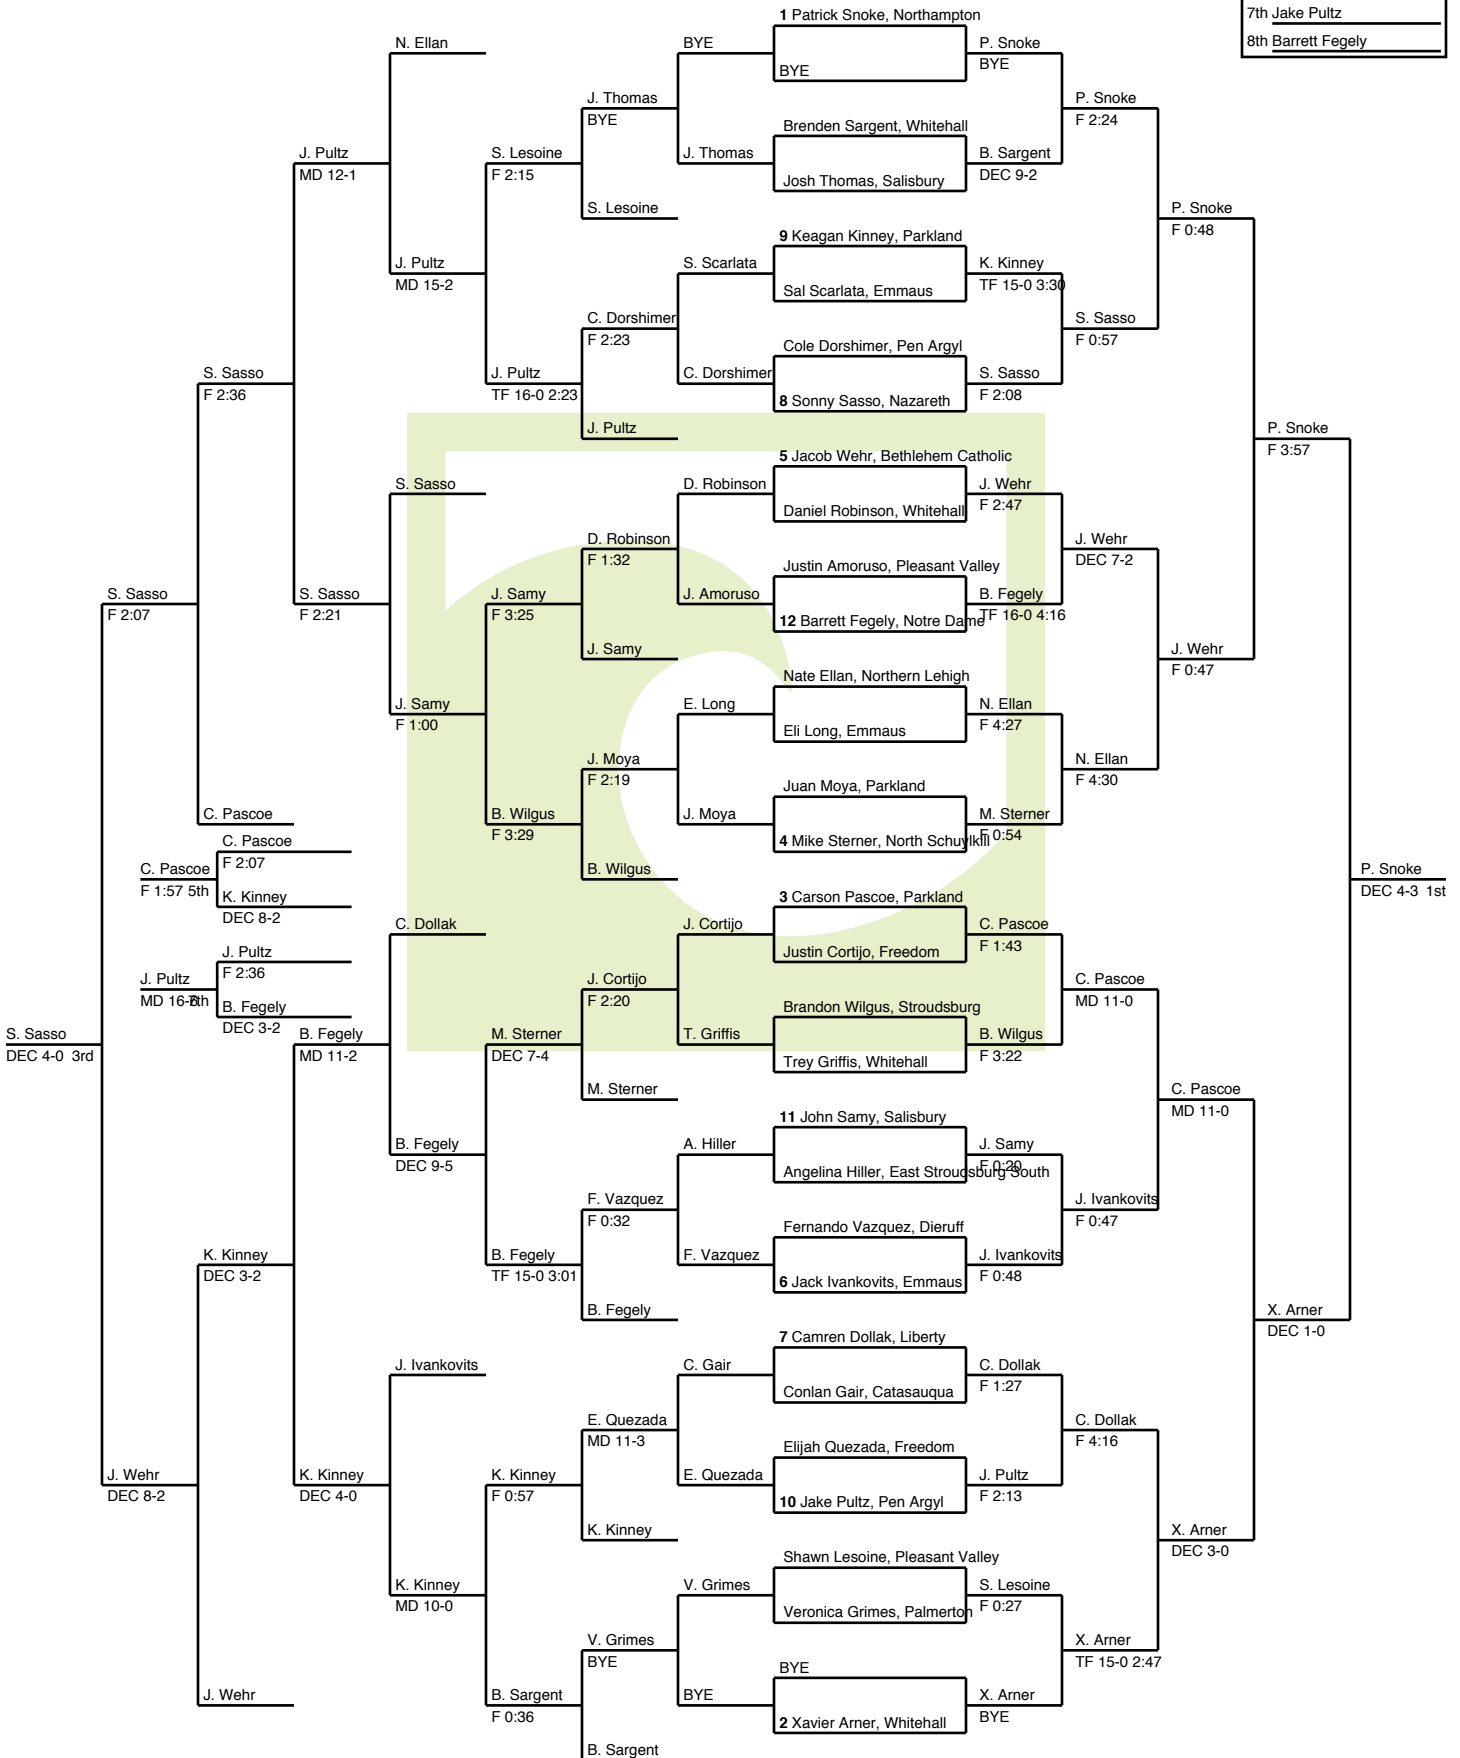 7th Jake Pultz
8th Barrett Fegely
1 Patrick Snoke, Northampton
N. Ellan
BYE
P. Snoke
BYE
BYE
J. Thomas
BYE
P. Snoke
F 2:24
Brenden Sargent, Whitehall
J. Pultz
MD 12-1
S. Lesoine
F 2:15
J. Thomas
B. Sargent
DEC 9-2
Josh Thomas, Salisbury
S. Lesoine
P. Snoke
F 0:48
9 Keagan Kinney, Parkland
J. Pultz
MD 15-2
S. Scarlata
K. Kinney
TF 15-0 3:30
Sal Scarlata, Emmaus
C. Dorshimer
F 2:23
S. Sasso
F 0:57
Cole Dorshimer, Pen Argyl
S. Sasso
F 2:36
J. Pultz
TF 16-0 2:23
C. Dorshimer
S. Sasso
F 2:08
8 Sonny Sasso, Nazareth
J. Pultz
P. Snoke
F 3:57
5 Jacob Wehr, Bethlehem Catholic
S. Sasso
D. Robinson
J. Wehr
F 2:47
Daniel Robinson, Whitehall
D. Robinson
F 1:32
J. Wehr
DEC 7-2
Justin Amoruso, Pleasant Valley
S. Sasso
F 2:07
S. Sasso
F 2:21
J. Samy
F 3:25
J. Amoruso
B. Fegely
TF 16-0 4:16
12 Barrett Fegely, Notre Dame
J. Samy
J. Wehr
F 0:47
Nate Ellan, Northern Lehigh
J. Samy
F 1:00
E. Long
N. Ellan
F 4:27
Eli Long, Emmaus
J. Moya
F 2:19
N. Ellan
F 4:30
Juan Moya, Parkland
C. Pascoe
B. Wilgus
F 3:29
J. Moya
M. Sterner
F 0:54
4 Mike Sterner, North Schuylkill
C. Pascoe
F 2:07
C. Pascoe
F 1:57 5th
B. Wilgus
P. Snoke
DEC 4-3 1st
K. Kinney
DEC 8-2
3 Carson Pascoe, Parkland
C. Dollak
J. Cortijo
C. Pascoe
F 1:43
Justin Cortijo, Freedom
J. Pultz
F 2:36
J. Pultz
MD 16-6 7th
J. Cortijo
F 2:20
C. Pascoe
MD 11-0
B. Fegely
DEC 3-2
Brandon Wilgus, Stroudsburg
S. Sasso
DEC 4-0 3rd
B. Fegely
MD 11-2
M. Sterner
DEC 7-4
T. Griffis
B. Wilgus
F 3:22
Trey Griffis, Whitehall
M. Sterner
C. Pascoe
MD 11-0
11 John Samy, Salisbury
B. Fegely
DEC 9-5
A. Hiller
J. Samy
F 0:20
Angelina Hiller, East Stroudsburg South
F. Vazquez
F 0:32
J. Ivankovits
F 0:47
Fernando Vazquez, Dieruff
K. Kinney
DEC 3-2
B. Fegely
TF 15-0 3:01
F. Vazquez
J. Ivankovits
F 0:48
6 Jack Ivankovits, Emmaus
B. Fegely
X. Arner
DEC 1-0
7 Camren Dollak, Liberty
J. Ivankovits
C. Gair
C. Dollak
F 1:27
Conlan Gair, Catasauqua
E. Quezada
MD 11-3
C. Dollak
F 4:16
Elijah Quezada, Freedom
J. Wehr
DEC 8-2
K. Kinney
DEC 4-0
K. Kinney
F 0:57
E. Quezada
J. Pultz
F 2:13
10 Jake Pultz, Pen Argyl
K. Kinney
X. Arner
DEC 3-0
Shawn Lesoine, Pleasant Valley
K. Kinney
MD 10-0
V. Grimes
S. Lesoine
F 0:27
Veronica Grimes, Palmerton
V. Grimes
BYE
X. Arner
TF 15-0 2:47
BYE
J. Wehr
B. Sargent
F 0:36
BYE
X. Arner
BYE
2 Xavier Arner, Whitehall
B. Sargent